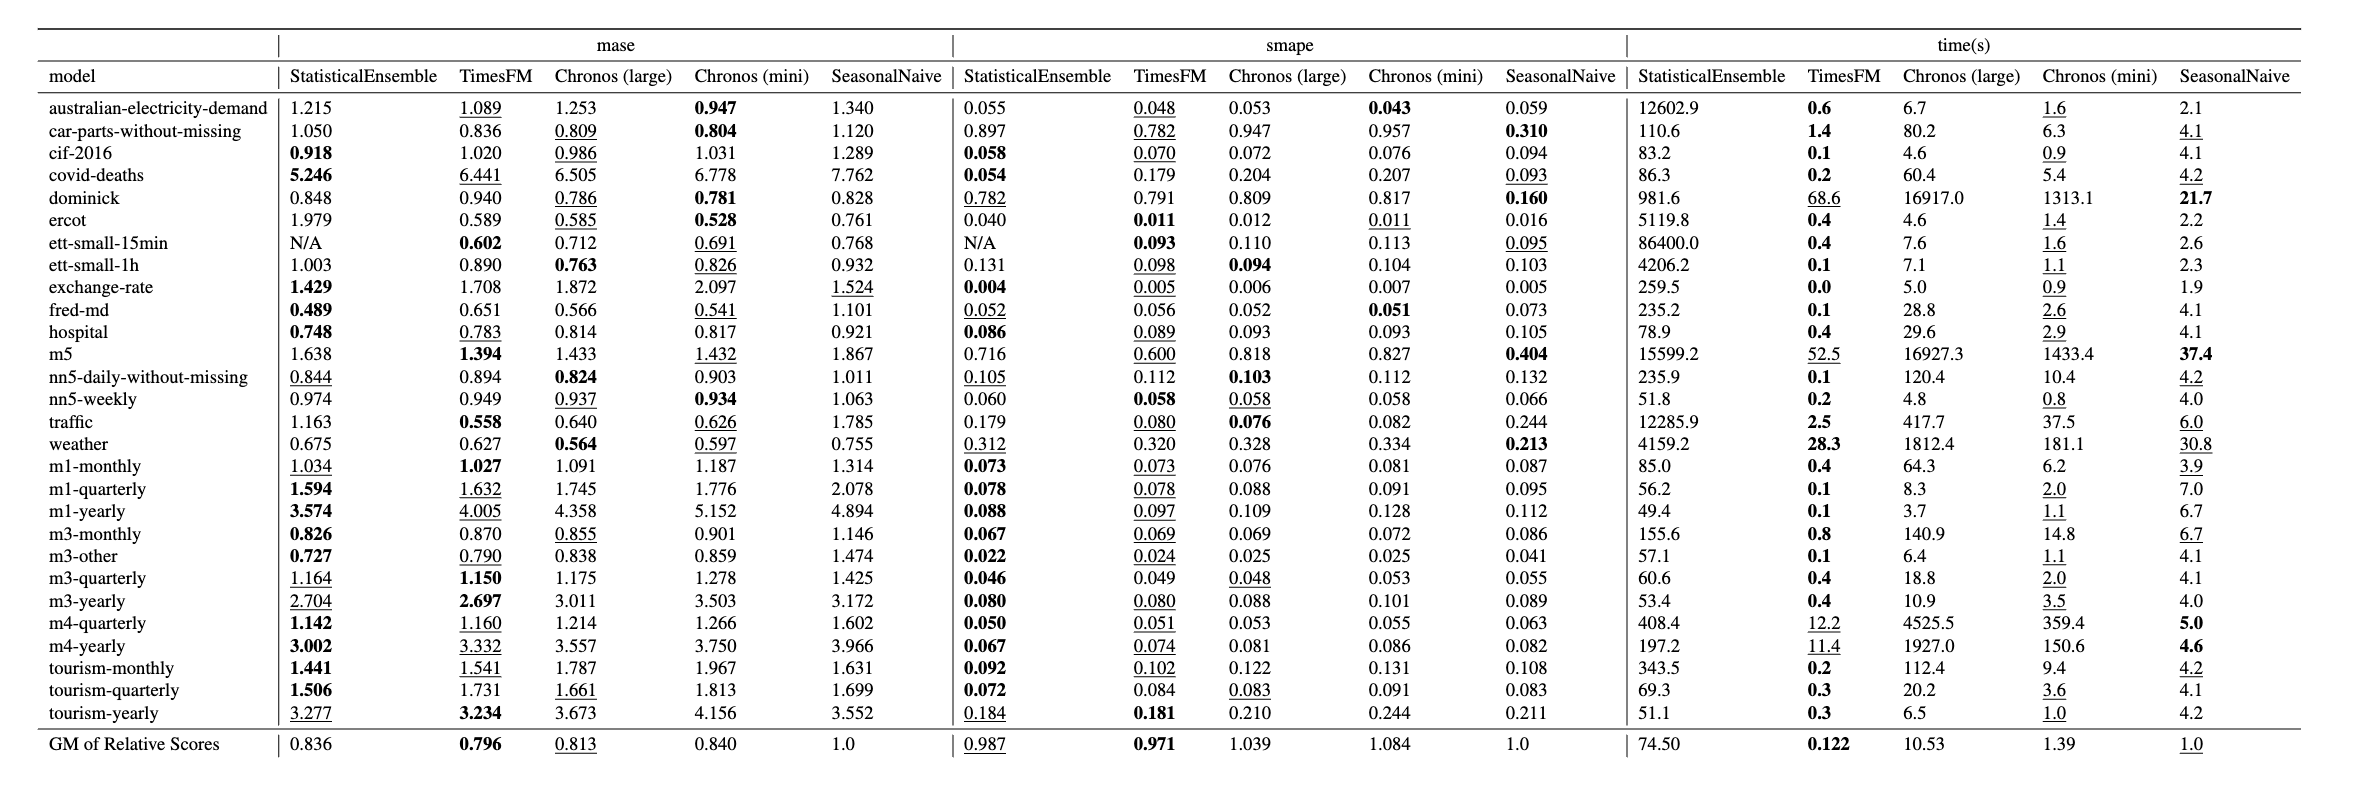 mase smape time(s)
model StatisticalEnsemble TimesFM Chronos (large) Chronos (mini) SeasonalNaive StatisticalEnsemble TimesFM Chronos (large) Chronos (mini) SeasonalNaive StatisticalEnsemble TimesFM Chronos (large) Chronos (mini) SeasonalNaive
australian-electricity-demand 1.215 1.089 1.253 0.947 1.340 0.055 0.048 0.053 0.043 0.059 12602.9 0.6 6.7 1.6 2.1
car-parts-without-missing 1.050 0.836 0.809 0.804 1.120 0.897 0.782 0.947 0.957 0.310 110.6 1.4 80.2 6.3 4.1
cif-2016 0.918 1.020 0.986 1.031 1.289 0.058 0.070 0.072 0.076 0.094 83.2 0.1 4.6 0.9 4.1
covid-deaths 5.246 6.441 6.505 6.778 7.762 0.054 0.179 0.204 0.207 0.093 86.3 0.2 60.4 5.4 4.2
dominick 0.848 0.940 0.786 0.781 0.828 0.782 0.791 0.809 0.817 0.160 981.6 68.6 16917.0 1313.1 21.7
ercot 1.979 0.589 0.585 0.528 0.761 0.040 0.011 0.012 0.011 0.016 5119.8 0.4 4.6 1.4 2.2
ett-small-15min N/A 0.602 0.712 0.691 0.768 N/A 0.093 0.110 0.113 0.095 86400.0 0.4 7.6 1.6 2.6
ett-small-1h 1.003 0.890 0.763 0.826 0.932 0.131 0.098 0.094 0.104 0.103 4206.2 0.1 7.1 1.1 2.3
exchange-rate 1.429 1.708 1.872 2.097 1.524 0.004 0.005 0.006 0.007 0.005 259.5 0.0 5.0 0.9 1.9
fred-md 0.489 0.651 0.566 0.541 1.101 0.052 0.056 0.052 0.051 0.073 235.2 0.1 28.8 2.6 4.1
hospital 0.748 0.783 0.814 0.817 0.921 0.086 0.089 0.093 0.093 0.105 78.9 0.4 29.6 2.9 4.1
m5 1.638 1.394 1.433 1.432 1.867 0.716 0.600 0.818 0.827 0.404 15599.2 52.5 16927.3 1433.4 37.4
nn5-daily-without-missing 0.844 0.894 0.824 0.903 1.011 0.105 0.112 0.103 0.112 0.132 235.9 0.1 120.4 10.4 4.2
nn5-weekly 0.974 0.949 0.937 0.934 1.063 0.060 0.058 0.058 0.058 0.066 51.8 0.2 4.8 0.8 4.0
traffic 1.163 0.558 0.640 0.626 1.785 0.179 0.080 0.076 0.082 0.244 12285.9 2.5 417.7 37.5 6.0
weather 0.675 0.627 0.564 0.597 0.755 0.312 0.320 0.328 0.334 0.213 4159.2 28.3 1812.4 181.1 30.8
m1-monthly 1.034 1.027 1.091 1.187 1.314 0.073 0.073 0.076 0.081 0.087 85.0 0.4 64.3 6.2 3.9
m1-quarterly 1.594 1.632 1.745 1.776 2.078 0.078 0.078 0.088 0.091 0.095 56.2 0.1 8.3 2.0 7.0
m1-yearly 3.574 4.005 4.358 5.152 4.894 0.088 0.097 0.109 0.128 0.112 49.4 0.1 3.7 1.1 6.7
m3-monthly 0.826 0.870 0.855 0.901 1.146 0.067 0.069 0.069 0.072 0.086 155.6 0.8 140.9 14.8 6.7
m3-other 0.727 0.790 0.838 0.859 1.474 0.022 0.024 0.025 0.025 0.041 57.1 0.1 6.4 1.1 4.1
m3-quarterly 1.164 1.150 1.175 1.278 1.425 0.046 0.049 0.048 0.053 0.055 60.6 0.4 18.8 2.0 4.1
m3-yearly 2.704 2.697 3.011 3.503 3.172 0.080 0.080 0.088 0.101 0.089 53.4 0.4 10.9 3.5 4.0
m4-quarterly 1.142 1.160 1.214 1.266 1.602 0.050 0.051 0.053 0.055 0.063 408.4 12.2 4525.5 359.4 5.0
m4-yearly 3.002 3.332 3.557 3.750 3.966 0.067 0.074 0.081 0.086 0.082 197.2 11.4 1927.0 150.6 4.6
tourism-monthly 1.441 1.541 1.787 1.967 1.631 0.092 0.102 0.122 0.131 0.108 343.5 0.2 112.4 9.4 4.2
tourism-quarterly 1.506 1.731 1.661 1.813 1.699 0.072 0.084 0.083 0.091 0.083 69.3 0.3 20.2 3.6 4.1
tourism-yearly 3.277 3.234 3.673 4.156 3.552 0.184 0.181 0.210 0.244 0.211 51.1 0.3 6.5 1.0 4.2
GM of Relative Scores 0.836 0.796 0.813 0.840 1.0 0.987 0.971 1.039 1.084 1.0 74.50 0.122 10.53 1.39 1.0